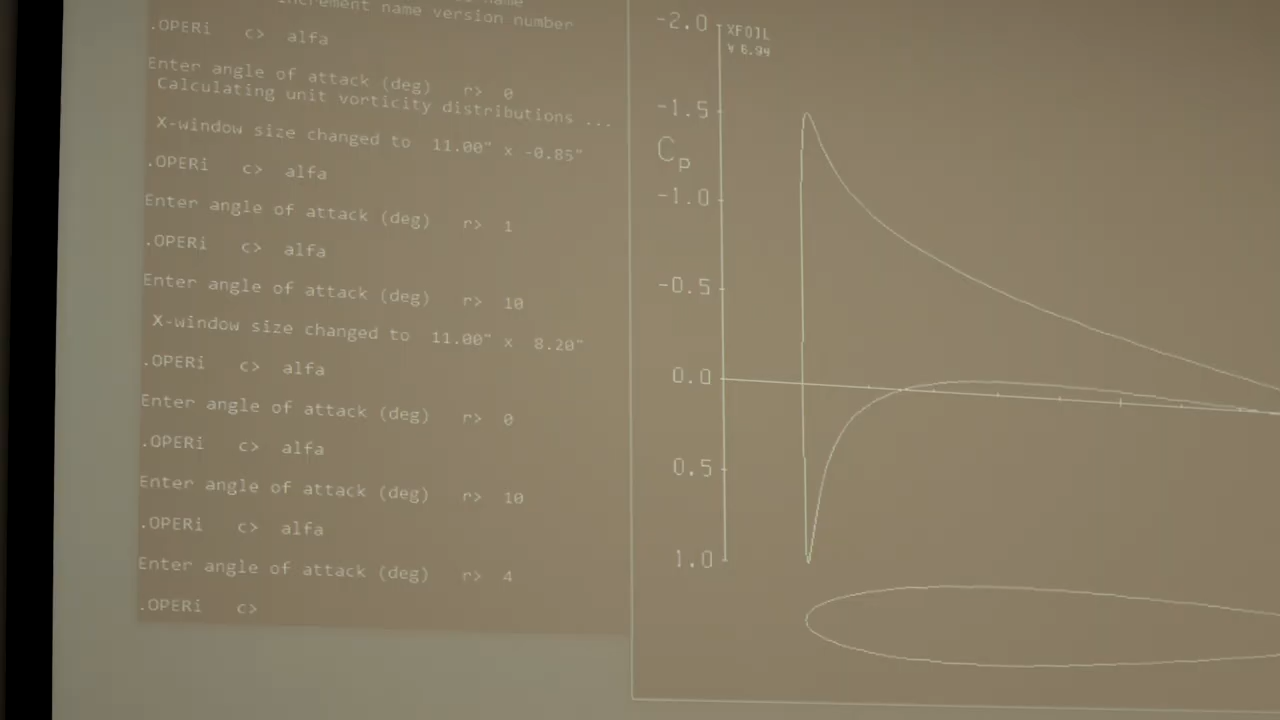 increment name version number
.OPERi c> alfa
Enter angle of attack (deg) r> 0
Calculating unit vorticity distributions ...
X-window size changed to 11.00" x -0.85"
.OPERi c> alfa
Enter angle of attack (deg) r> 1
.OPERi c> alfa
Enter angle of attack (deg) r> 10
X-window size changed to 11.00" x 8.20"
.OPERi c> alfa
Enter angle of attack (deg) r> 0
.OPERi c> alfa
Enter angle of attack (deg) r> 10
.OPERi c> alfa
Enter angle of attack (deg) r> 4
.OPERi c>
-2.0
XFOIL
V 6.94
-1.5
Cp
-1.0
-0.5
0.0
0.5
1.0